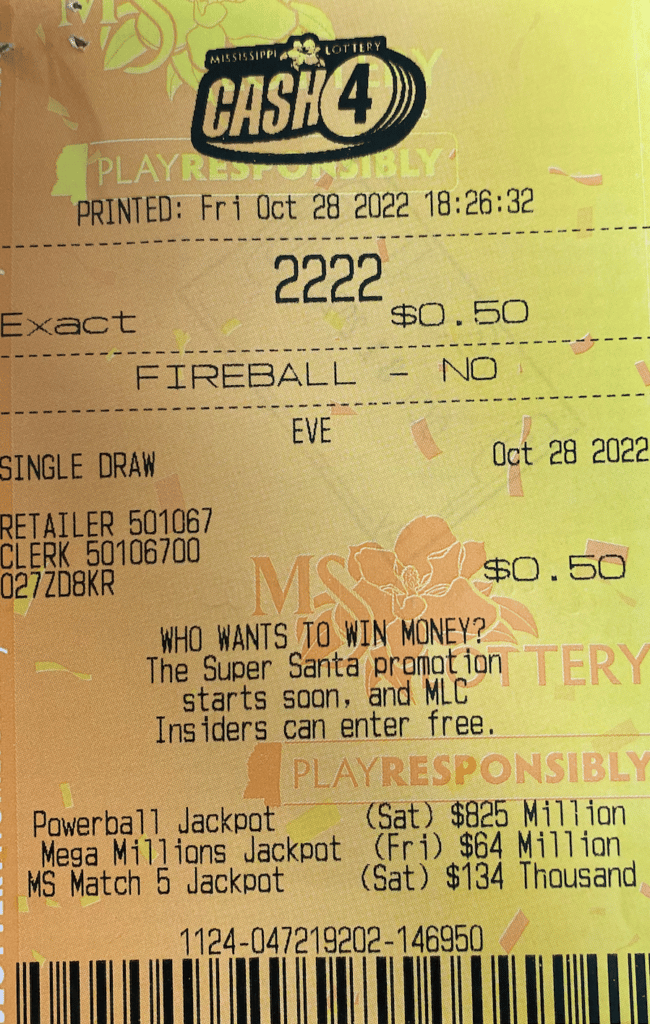 MISSISSIPPI LOTTERY
CASH 4
PLAYRESPONSIBLY
PRINTED: Fri Oct 28 2022 18:26:32
2222
Exact $0.50
FIREBALL - NO
EVE
SINGLE DRAW Oct 28 2022
RETAILER 501067
CLERK 50106700
027ZD8KR $0.50
MS
LOTTERY
WHO WANTS TO WIN MONEY?
The Super Santa promotion
starts soon, and MLC
Insiders can enter free.
PLAYRESPONSIBLY
Powerball Jackpot (Sat) $825 Million
Mega Millions Jackpot (Fri) $64 Million
MS Match 5 Jackpot (Sat) $134 Thousand
1124-047219202-146950